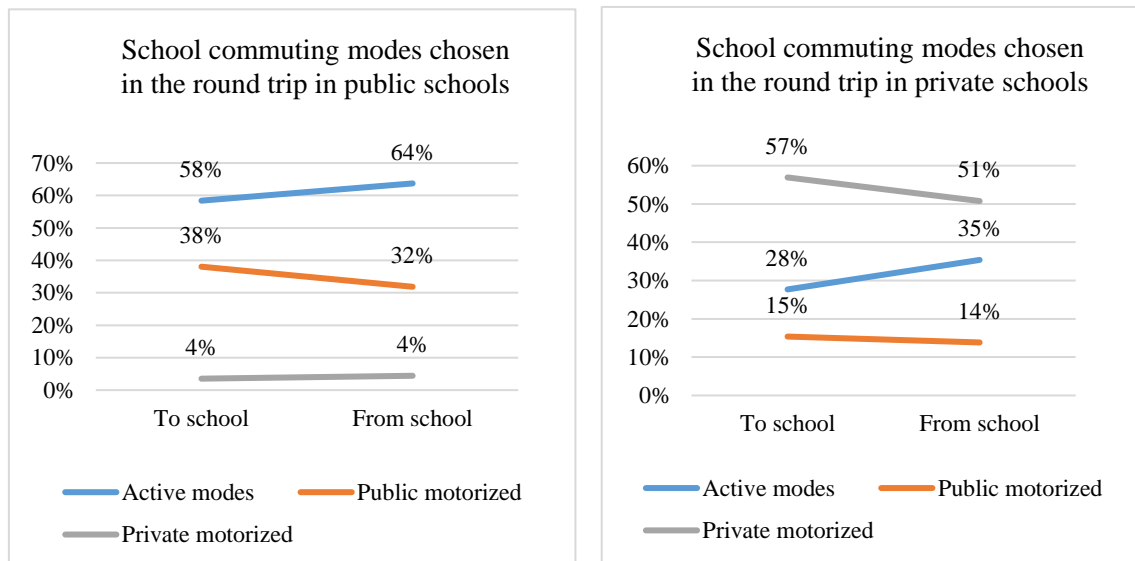 School commuting modes chosen
in the round trip in public schools
70%
60%
50%
40%
30%
20%
10%
0%
58%
64%
38%
32%
4%
4%
To school
From school
Active modes
Public motorized
Private motorized
School commuting modes chosen
in the round trip in private schools
60%
50%
40%
30%
20%
10%
0%
57%
51%
28%
35%
15%
14%
To school
From school
Active modes
Public motorized
Private motorized